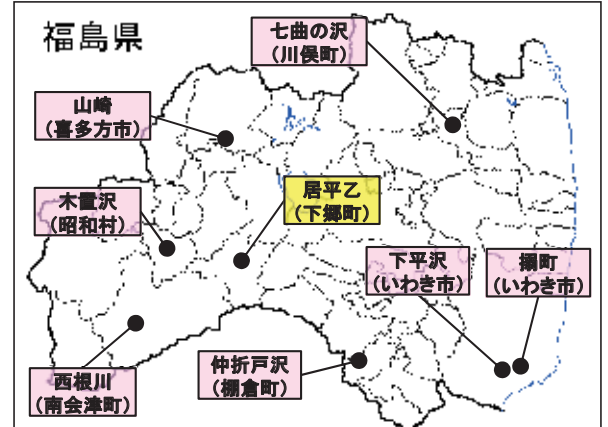 福島県
七曲の沢
(川俣町)
山崎
(喜多方市)
木置沢
(昭和村)
居平乙
(下郷町)
下平沢
(いわき市)
搦町
(いわき市)
西根川
(南会津町)
仲折戸沢
(棚倉町)